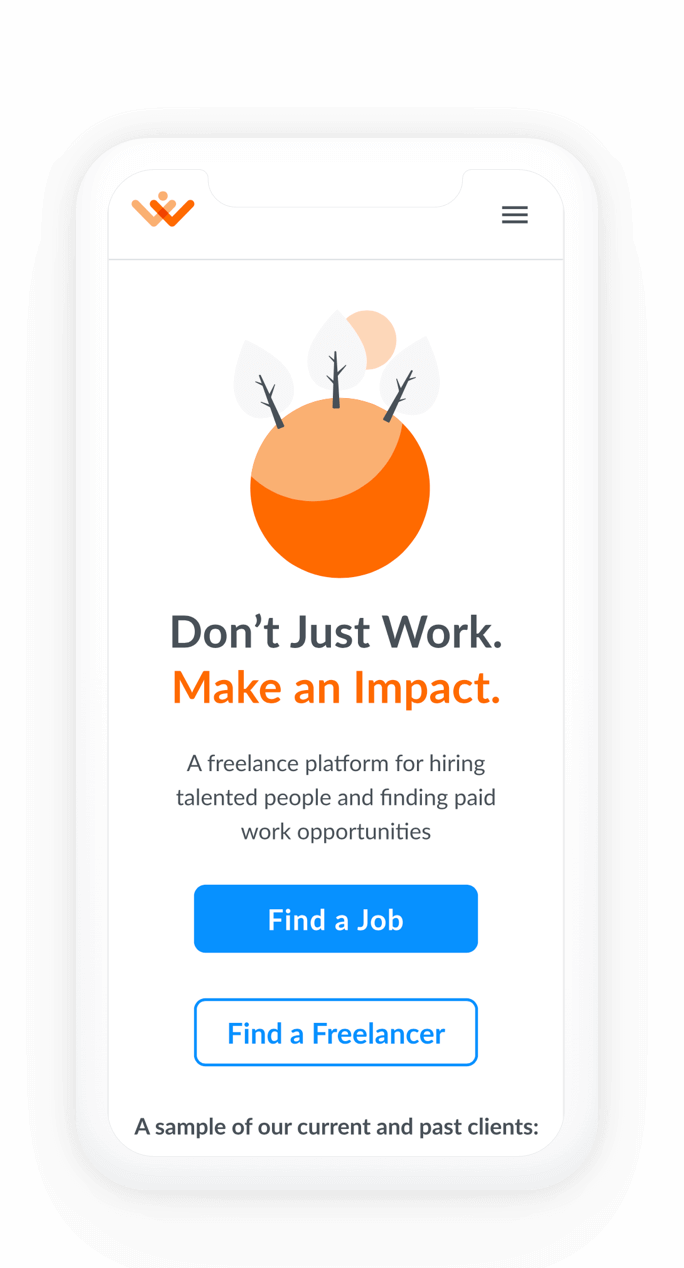 Don’t Just Work.
Make an Impact.
A freelance platform for hiring
talented people and finding paid
work opportunities
Find a Job
Find a Freelancer
A sample of our current and past clients: